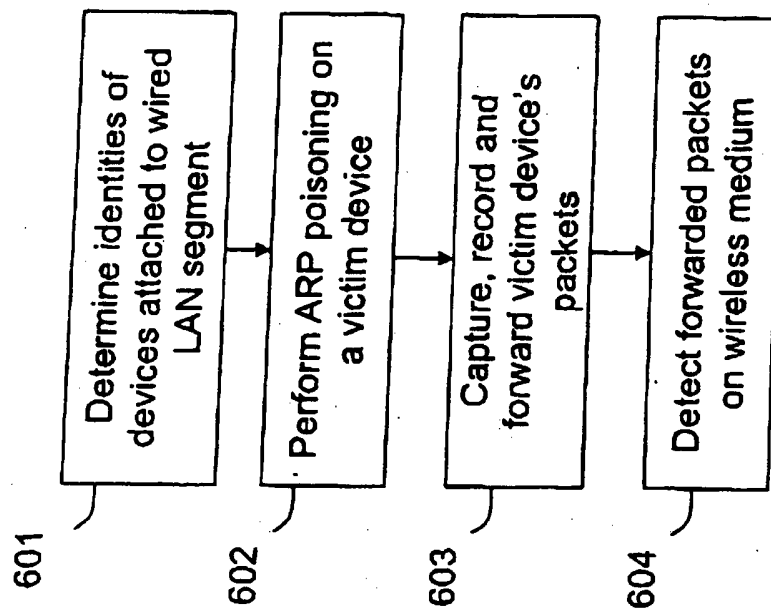 601
Determine identities of
devices attached to wired
LAN segment
602
Perform ARP poisoning on
a victim device
603
Capture, record and
forward victim device's
packets
604
Detect forwarded packets
on wireless medium